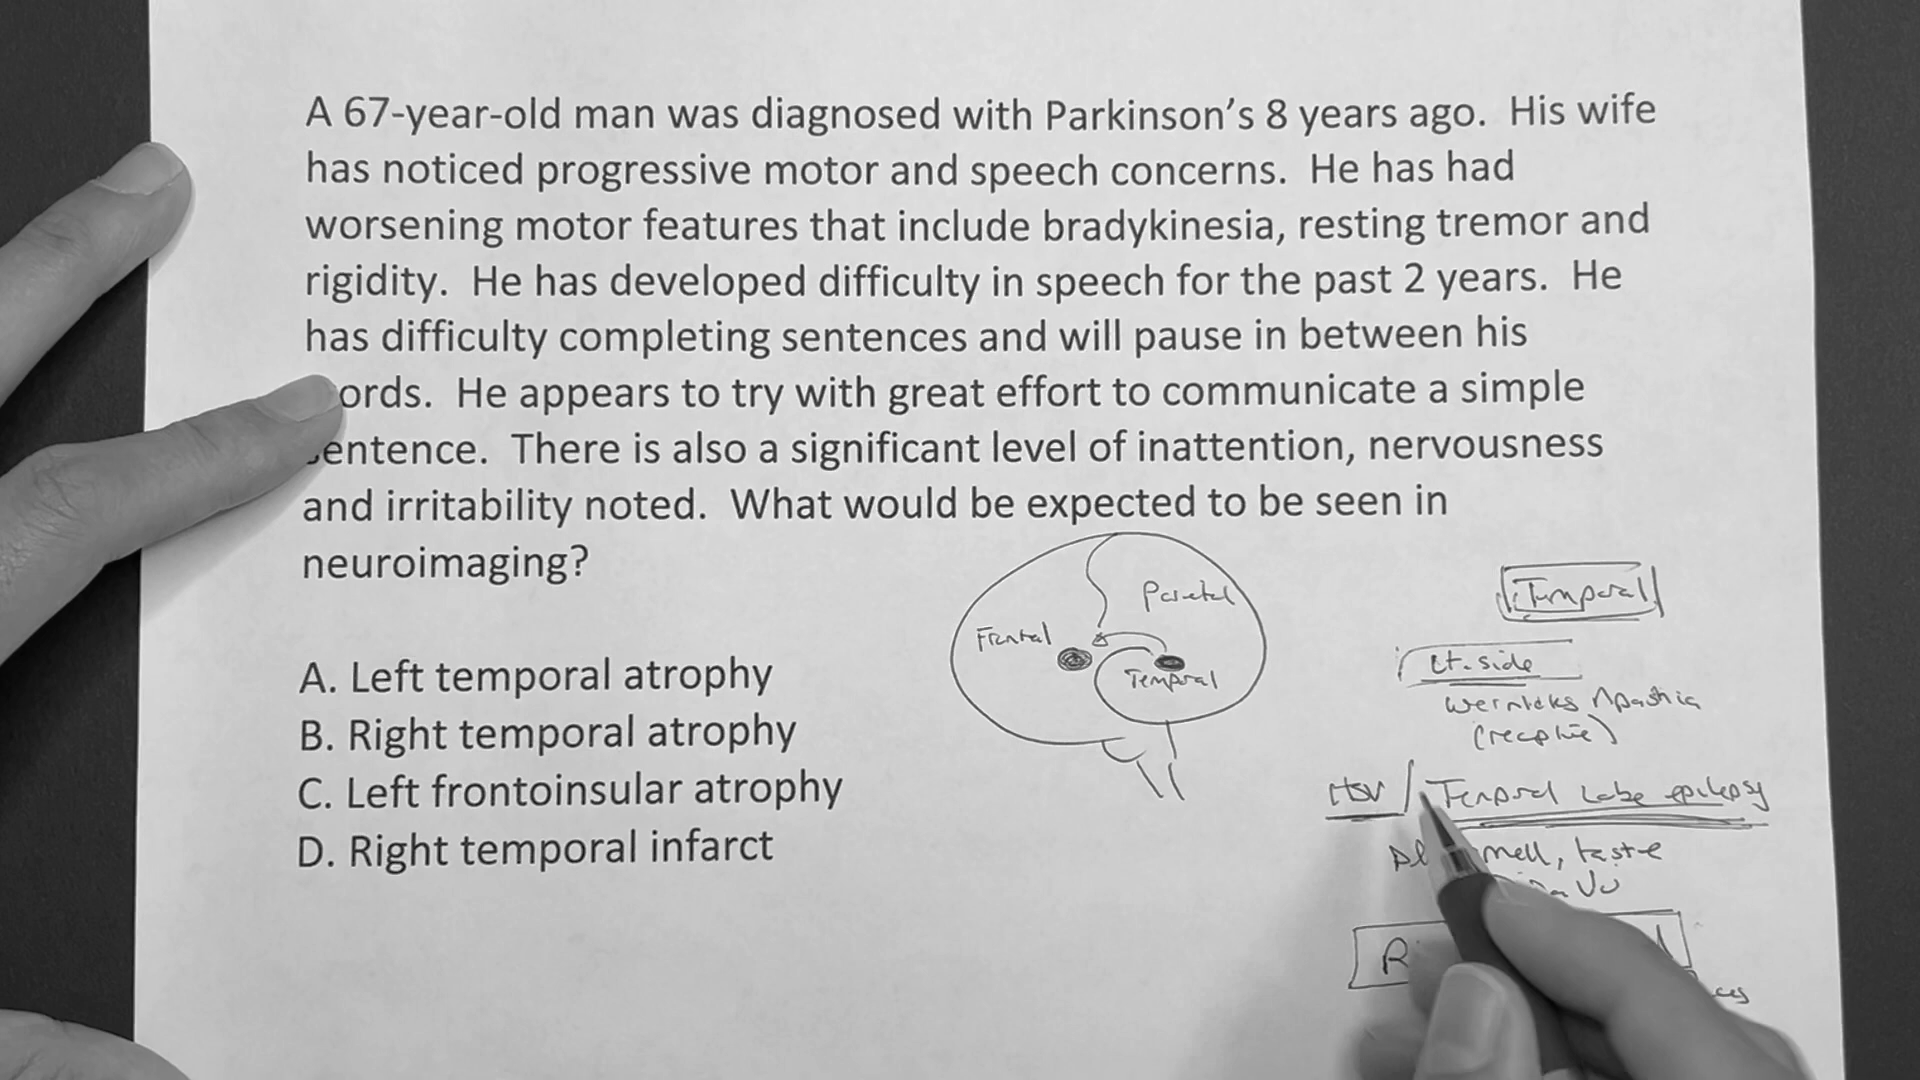 A 67-year-old man was diagnosed with Parkinson's 8 years ago. His wife
has noticed progressive motor and speech concerns. He has had
worsening motor features that include bradykinesia, resting tremor and
rigidity. He has developed difficulty in speech for the past 2 years. He
has difficulty completing sentences and will pause in between his
ords. He appears to try with great effort to communicate a simple
entence. There is also a significant level of inattention, nervousness
and irritability noted. What would be expected to be seen in
neuroimaging?
Parietal
Frontal
Temporal
A. Left temporal atrophy
B. Right temporal atrophy
C. Left frontoinsular atrophy
D. Right temporal infarct
Temporal
Lt. side
HSV / Temporal Lobe epilepsy
mell, taste
Vu
R